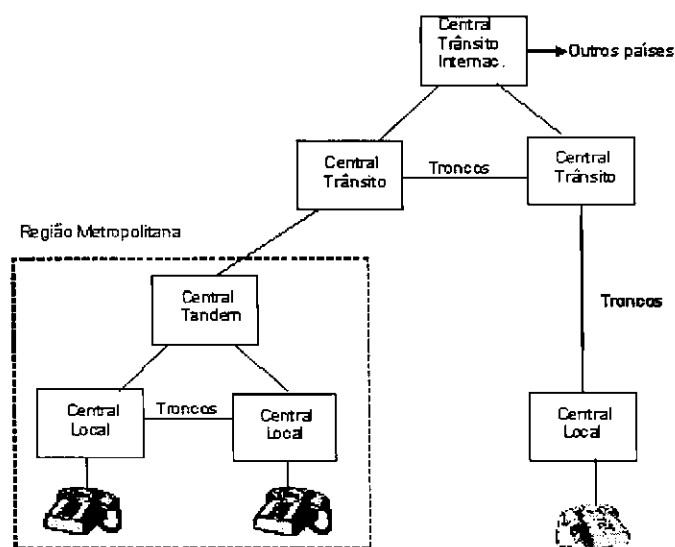 Central
Trânsito
Internac.
Outros países
Central
Trânsito
Troncos
Central
Trânsito
Região Metropolitana
Central
Tandem
Troncos
Central
Local
Troncos
Central
Local
Central
Local